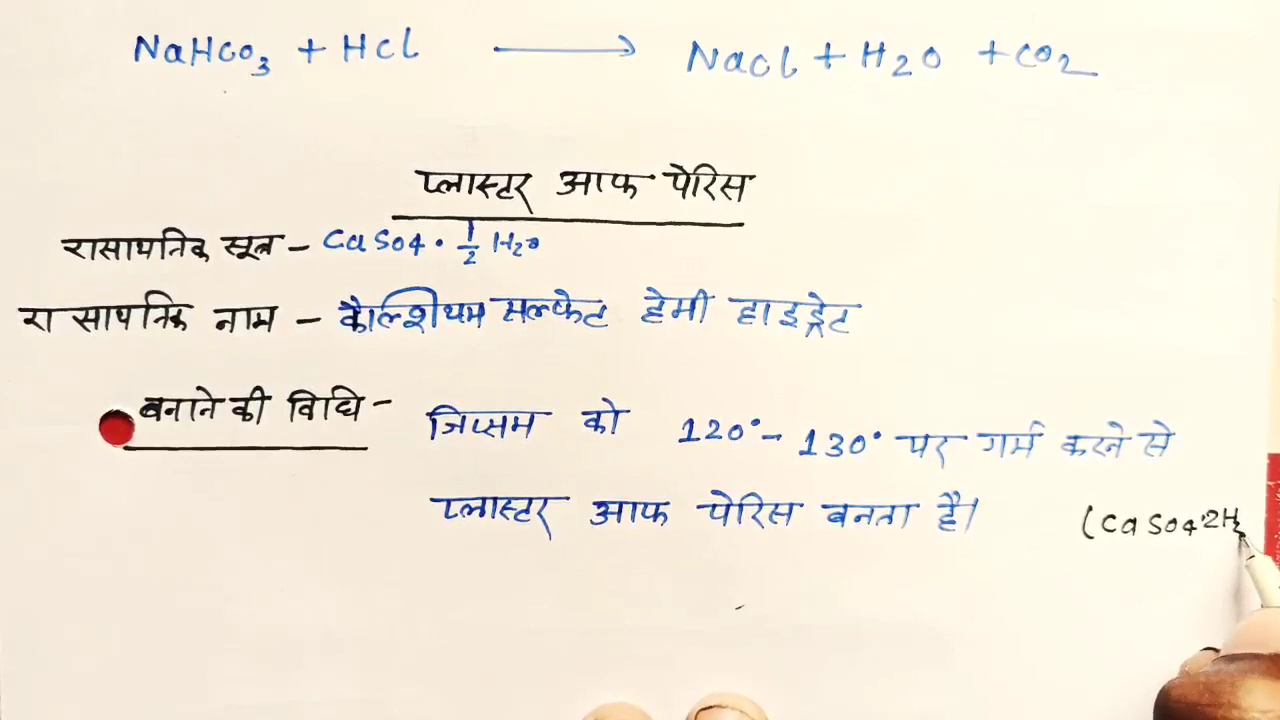 NaHCO3 + HCl ⟶ NaCl + H2O + CO2
प्लास्टर आफ पेरिस
रासायनिक सूत्र – CaSO4 · 1/2 H2O
रासायनिक नाम – कैल्शियम सल्फेट हेमी हाइड्रेट
बनाने की विधि – जिप्सम को 120° – 130° पर गर्म करने से
प्लास्टर आफ पेरिस बनता है।
(CaSO4·2H2